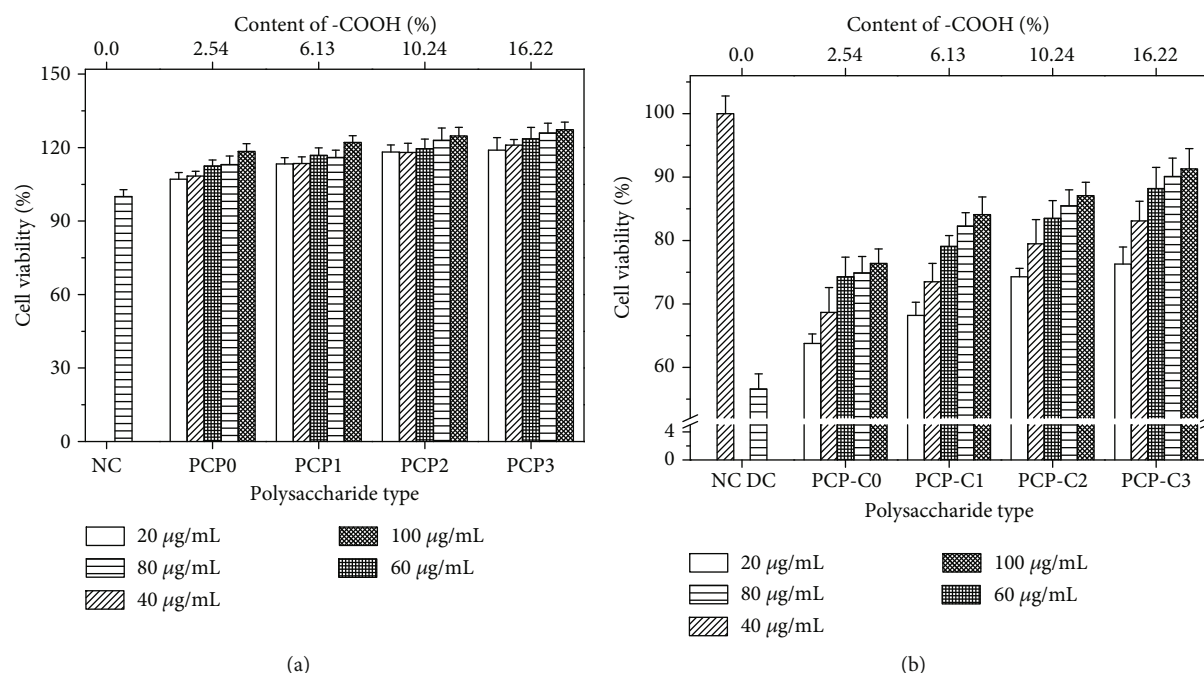 Content of -COOH (%)
0.0 2.54 6.13 10.24 16.22
150
120
90
60
30
0
Cell viability (%)
NC PCP0 PCP1 PCP2 PCP3
Polysaccharide type
20 μg/mL
80 μg/mL
40 μg/mL
100 μg/mL
60 μg/mL
(a)
Content of -COOH (%)
0.0 2.54 6.13 10.24 16.22
100
90
80
70
60
4
0
Cell viability (%)
NC DC PCP-C0 PCP-C1 PCP-C2 PCP-C3
Polysaccharide type
20 μg/mL
80 μg/mL
40 μg/mL
100 μg/mL
60 μg/mL
(b)